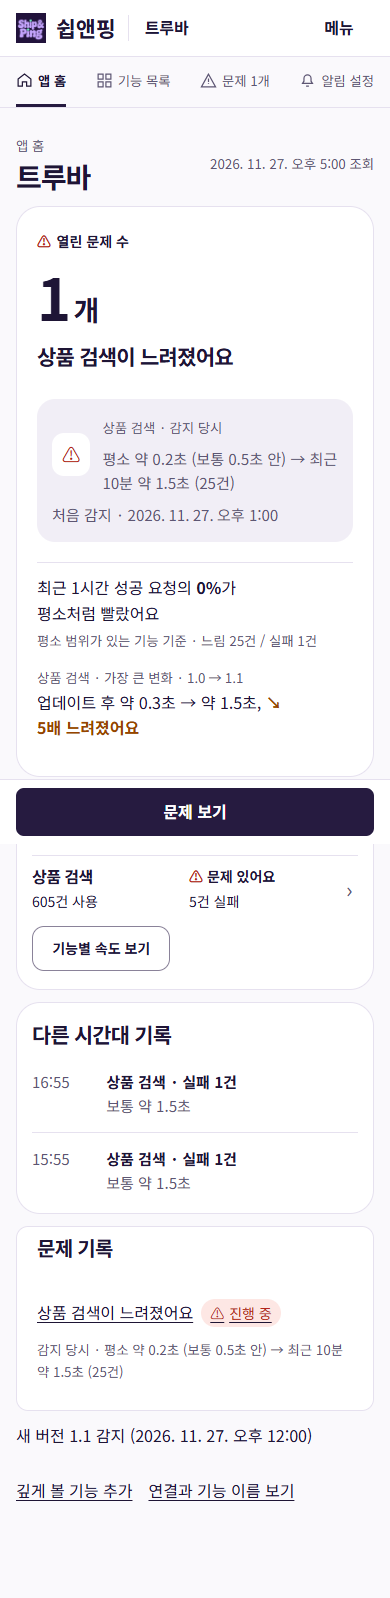 Ship&
Ping
쉽앤핑
트루바
메뉴
앱 홈
기능 목록
문제 1개
알림 설정
앱 홈
트루바
2026. 11. 27. 오후 5:00 조회
열린 문제 수
1개
상품 검색이 느려졌어요
상품 검색 · 감지 당시
평소 약 0.2초 (보통 0.5초 안) → 최근
10분 약 1.5초 (25건)
처음 감지 · 2026. 11. 27. 오후 1:00
최근 1시간 성공 요청의 0%가
평소처럼 빨랐어요
평소 범위가 있는 기능 기준 · 느림 25건 / 실패 1건
상품 검색 · 가장 큰 변화 · 1.0 → 1.1
업데이트 후 약 0.3초 → 약 1.5초, ↘
5배 느려졌어요
문제 보기
상품 검색
문제 있어요
605건 사용
5건 실패
기능별 속도 보기
다른 시간대 기록
16:55
상품 검색 · 실패 1건
보통 약 1.5초
15:55
상품 검색 · 실패 1건
보통 약 1.5초
문제 기록
상품 검색이 느려졌어요
진행 중
감지 당시 · 평소 약 0.2초 (보통 0.5초 안) → 최근 10분
약 1.5초 (25건)
새 버전 1.1 감지 (2026. 11. 27. 오후 12:00)
깊게 볼 기능 추가
연결과 기능 이름 보기